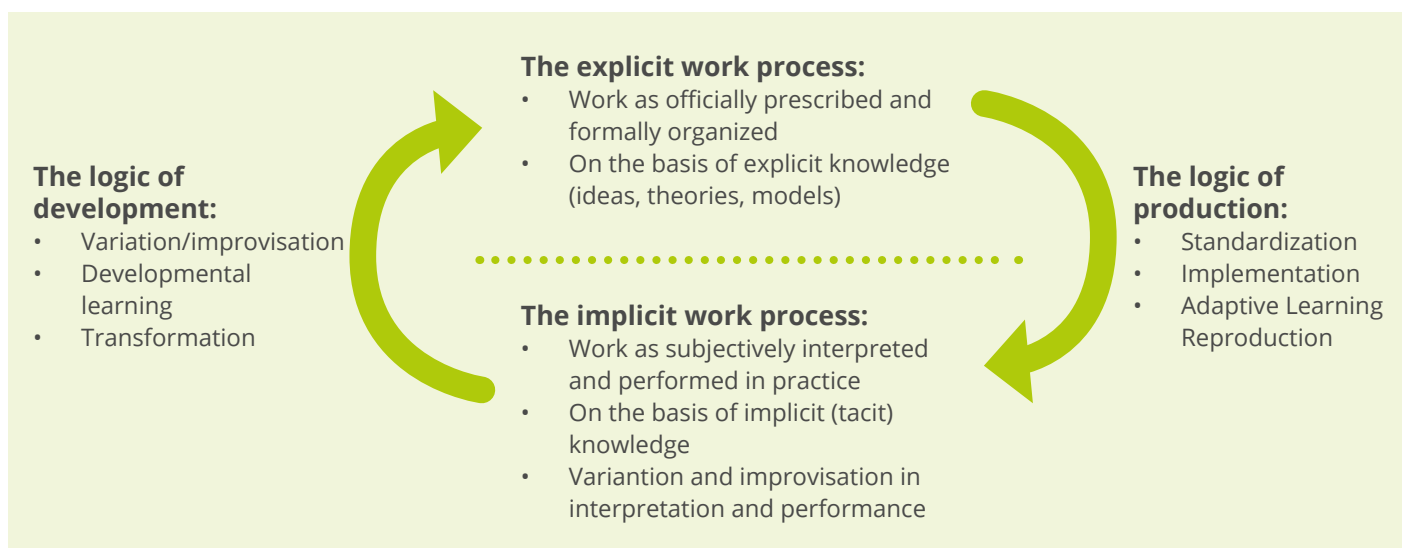 The explicit work process:
• Work as officially prescribed and
formally organized
• On the basis of explicit knowledge
(ideas, theories, models)
The logic of
development:
• Variation/improvisation
• Developmental
learning
• Transformation
The logic of
production:
• Standardization
• Implementation
• Adaptive Learning
Reproduction
The implicit work process:
• Work as subjectively interpreted
and performed in practice
• On the basis of implicit (tacit)
knowledge
• Variantion and improvisation in
interpretation and performance